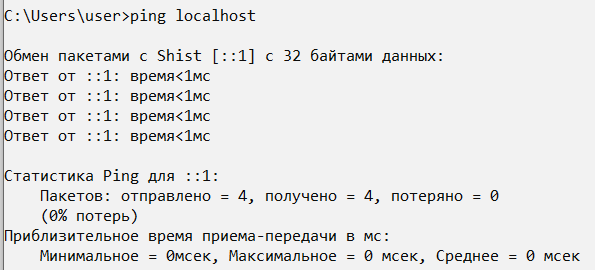 C:\Users\user>ping localhost
Обмен пакетами с Shist [::1] с 32 байтами данных:
Ответ от ::1: время<1мс
Ответ от ::1: время<1мс
Ответ от ::1: время<1мс
Ответ от ::1: время<1мс
Статистика Ping для ::1:
Пакетов: отправлено = 4, получено = 4, потеряно = 0
(0% потерь)
Приблизительное время приема-передачи в мс:
Минимальное = 0мсек, Максимальное = 0 мсек, Среднее = 0 мсек